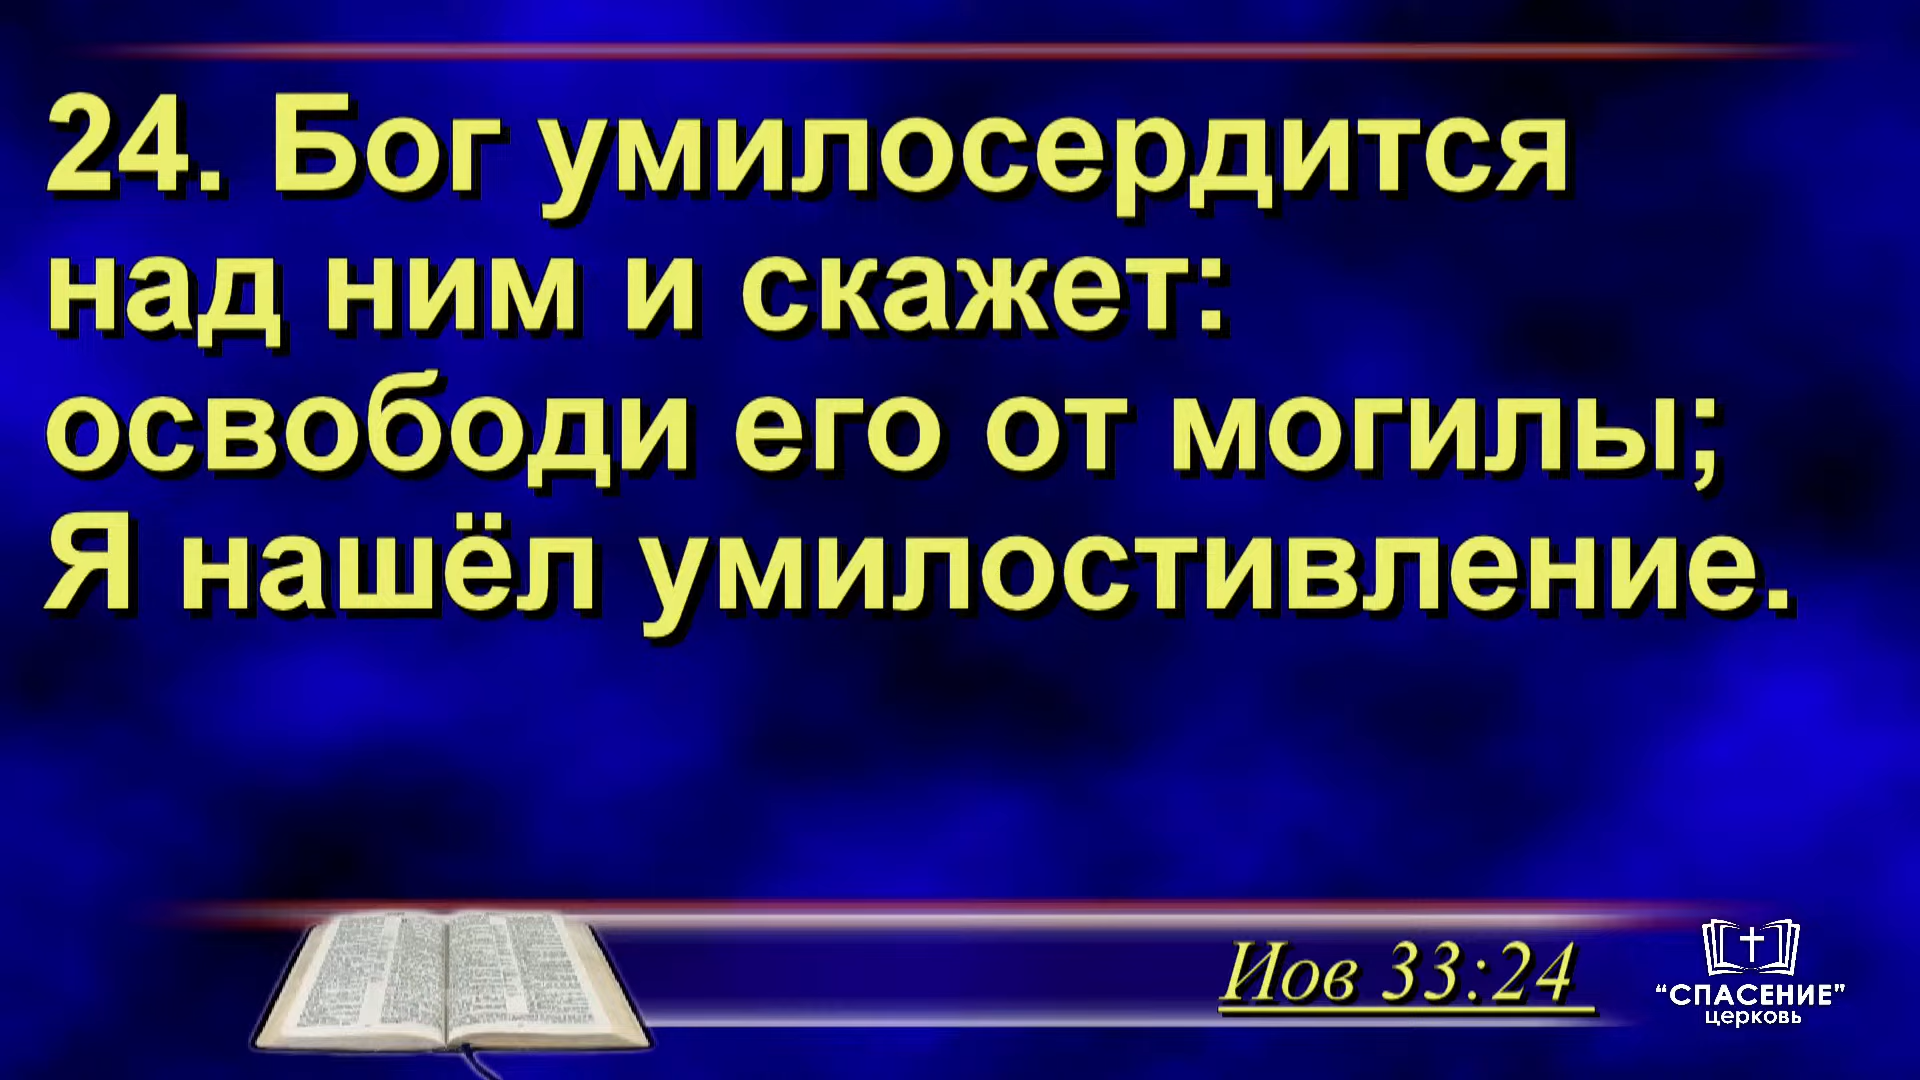 24. Бог умилосердится
над ним и скажет:
освободи его от могилы;
Я нашёл умилостивление.
Иов 33:24
“СПАСЕНИЕ”
церковь